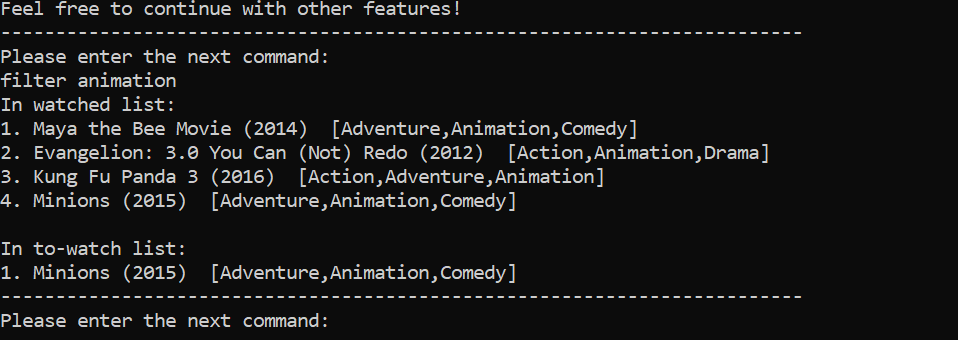 Feel free to continue with other features!
-------------------------------------------------------------------------
Please enter the next command:
filter animation
In watched list:
1. Maya the Bee Movie (2014)  [Adventure,Animation,Comedy]
2. Evangelion: 3.0 You Can (Not) Redo (2012)  [Action,Animation,Drama]
3. Kung Fu Panda 3 (2016)  [Action,Adventure,Animation]
4. Minions (2015)  [Adventure,Animation,Comedy]

In to-watch list:
1. Minions (2015)  [Adventure,Animation,Comedy]
-------------------------------------------------------------------------
Please enter the next command: